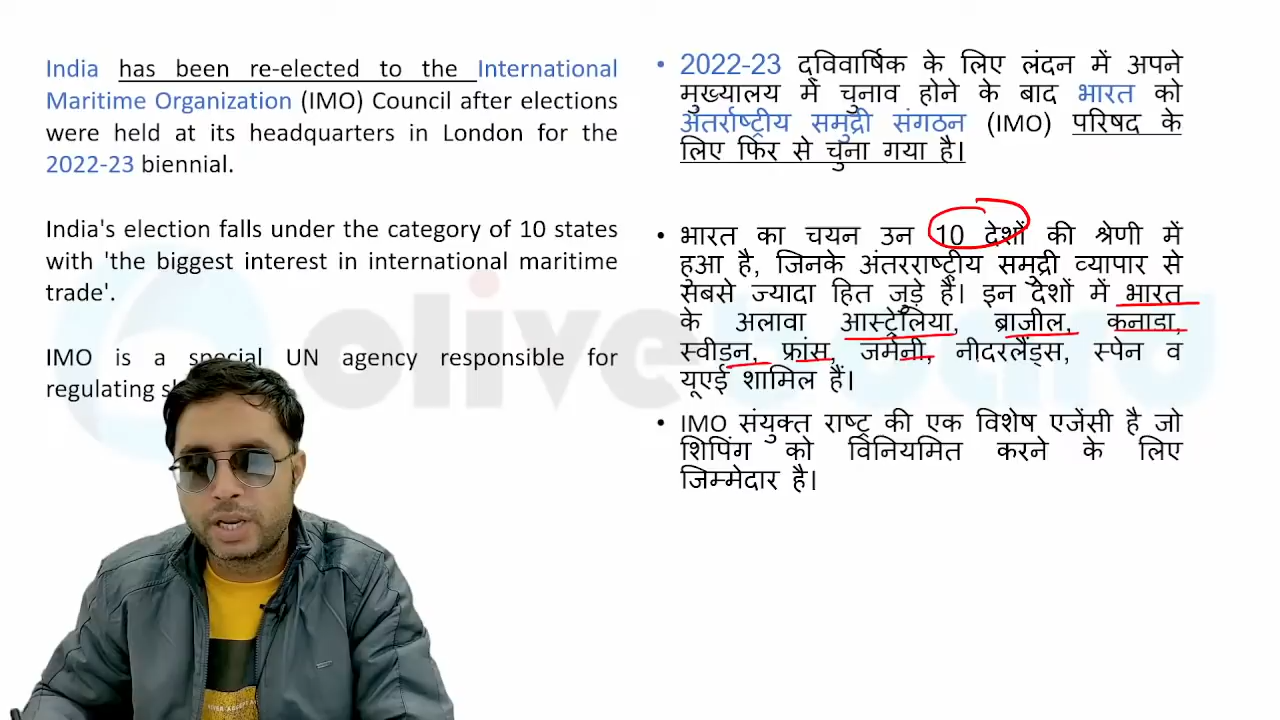 India has been re-elected to the International
Maritime Organization (IMO) Council after elections
were held at its headquarters in London for the
2022-23 biennial.
India's election falls under the category of 10 states
with 'the biggest interest in international maritime
trade'.
IMO is a special UN agency responsible for
regulating
• 2022-23 द्विवार्षिक के लिए लंदन में अपने
मुख्यालय में चुनाव होने के बाद भारत को
अंतर्राष्ट्रीय समुद्री संगठन (IMO) परिषद के
लिए फिर से चुना गया है।
• भारत का चयन उन 10 देशों की श्रेणी में
हुआ है, जिनके अंतरराष्ट्रीय समुद्री व्यापार से
सबसे ज्यादा हित जुड़े हैं। इन देशों में भारत
के अलावा आस्ट्रेलिया, ब्राजील, कनाडा,
स्वीडन, फ्रांस, जर्मनी, नीदरलैंड्स, स्पेन व
यूएई शामिल हैं।
• IMO संयुक्त राष्ट्र की एक विशेष एजेंसी है जो
शिपिंग को विनियमित करने के लिए
जिम्मेदार है।
oliveboard